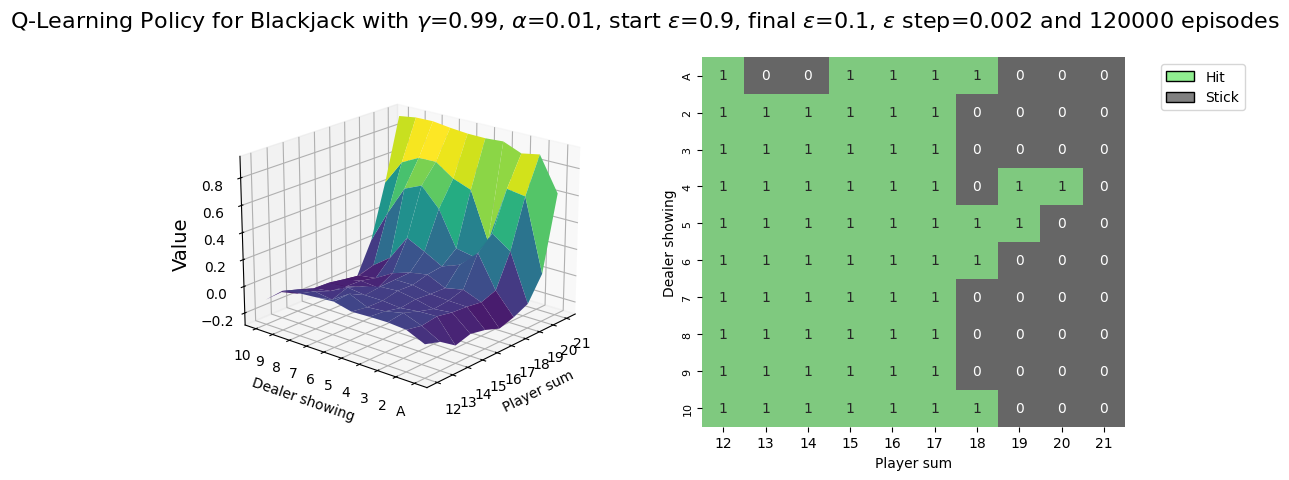 Q-Learning Policy for Blackjack with γ=0.99, α=0.01, start ε=0.9, final ε=0.1, ε step=0.002 and 120000 episodes
Value
0.8
0.6
0.4
0.2
0.0
−0.2
10 9 8 7 6 5 4 3 2 A
Dealer showing
12 13 14 15 16 17 18 19 20 21
Player sum
Dealer showing
A 1 0 0 1 1 1 1 0 0 0
2 1 1 1 1 1 1 0 0 0 0
3 1 1 1 1 1 1 0 0 0 0
4 1 1 1 1 1 1 0 1 1 0
5 1 1 1 1 1 1 1 1 0 0
6 1 1 1 1 1 1 1 0 0 0
7 1 1 1 1 1 1 0 0 0 0
8 1 1 1 1 1 1 0 0 0 0
9 1 1 1 1 1 1 0 0 0 0
10 1 1 1 1 1 1 1 0 0 0
12 13 14 15 16 17 18 19 20 21
Player sum
Hit
Stick